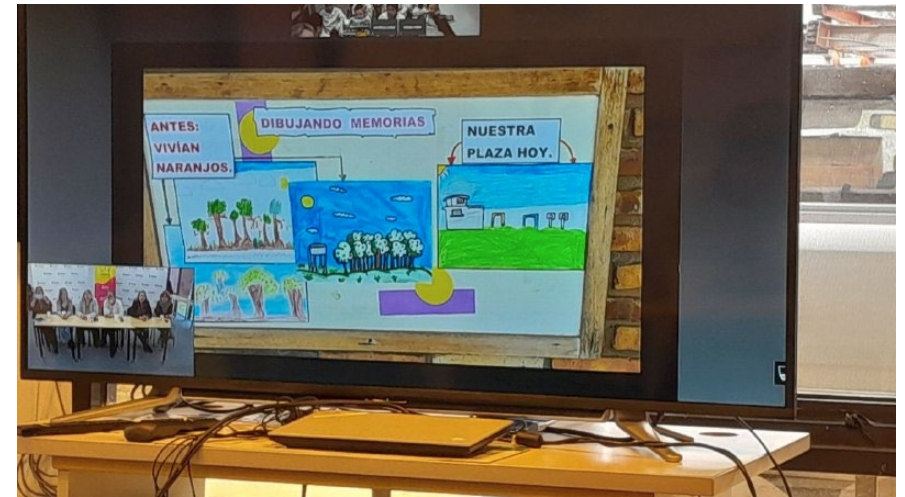 ANTES:
VIVÍAN
NARANJOS.
DIBUJANDO MEMORIAS
NUESTRA
PLAZA HOY.